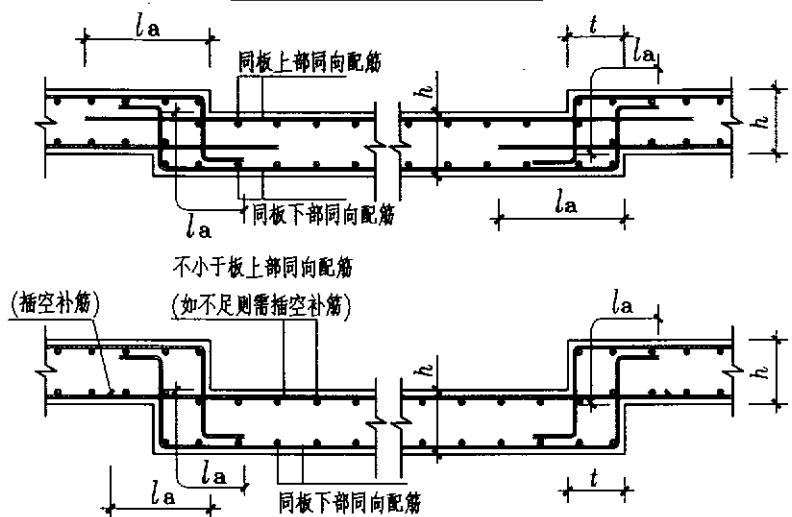 la
t
同板上部同向配筋
la
h
h
la
同板下部同向配筋
la
不小于板上部同向配筋
(插空补筋)
(如不足则需插空补筋)
la
h
h
la
la
同板下部同向配筋
t